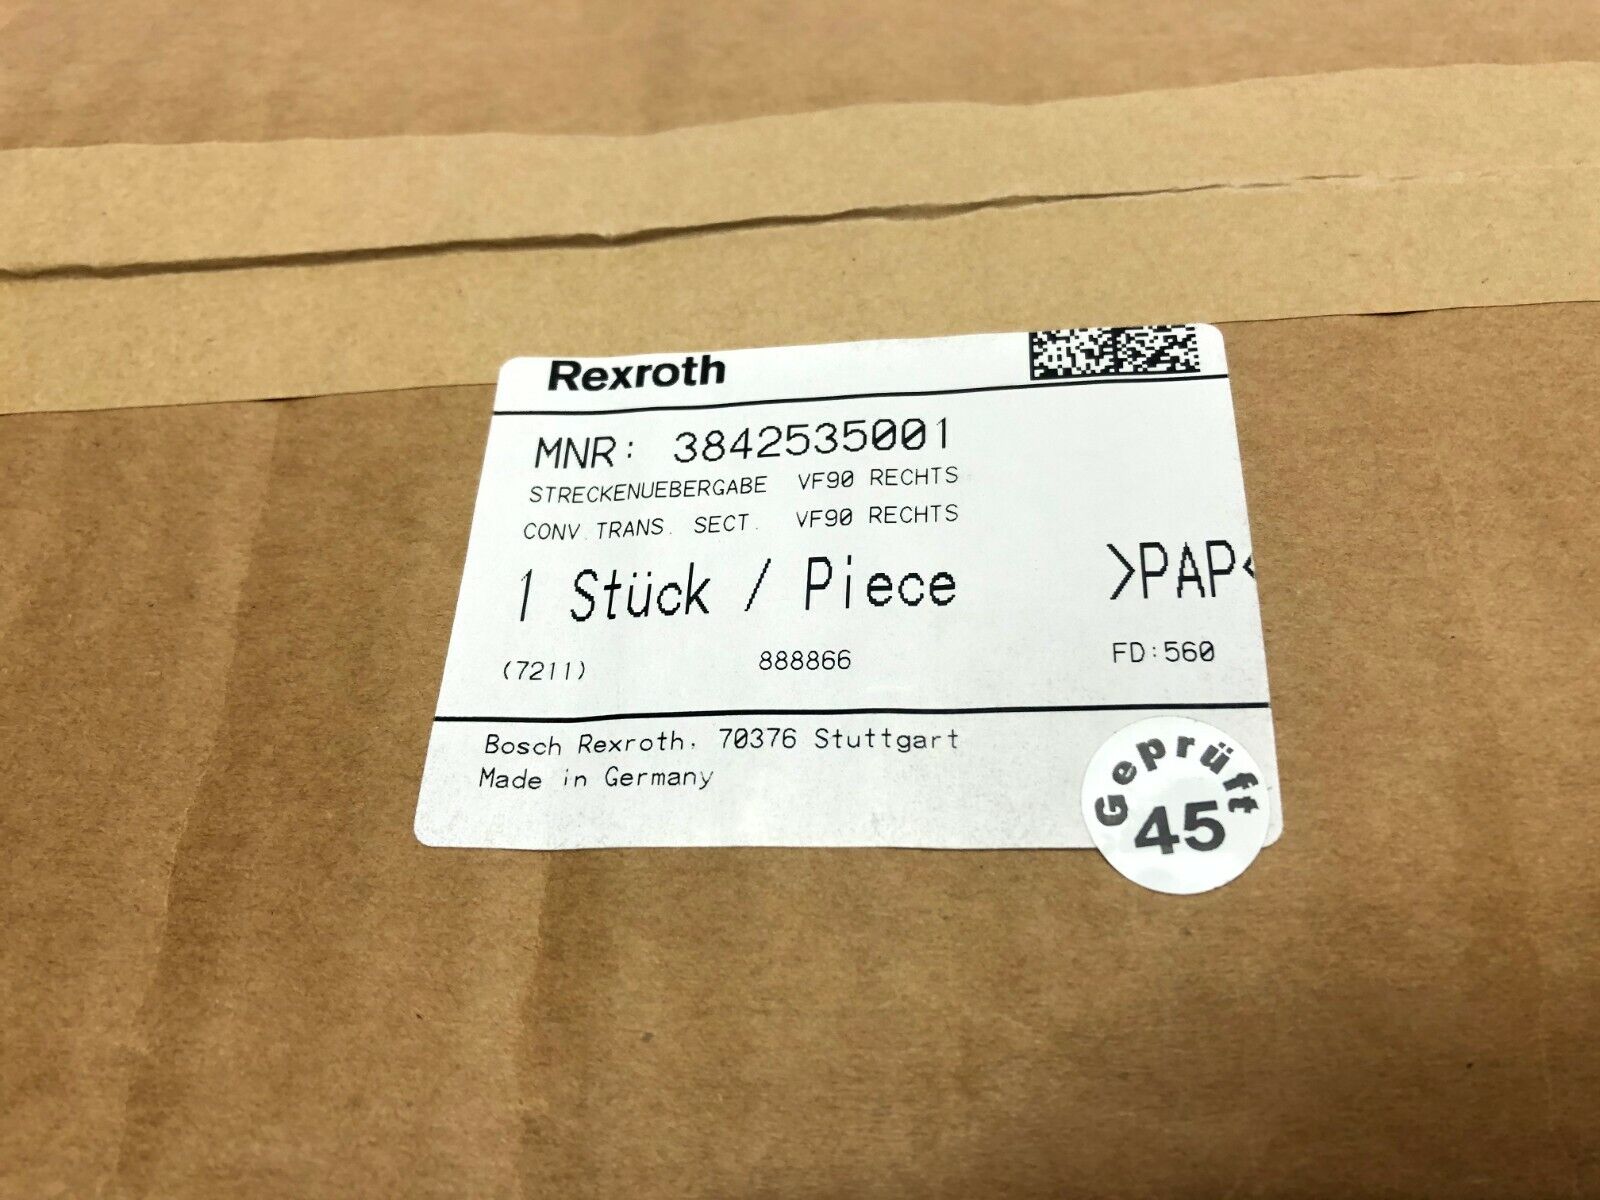 Rexroth
MNR: 3842535001
STRECKENUEBERGABE VF90 RECHTS
CONV.TRANS. SECT. VF90 RECHTS
1 Stück / Piece
>PAP<
(7211) 888866 FD:560
Bosch Rexroth, 70376 Stuttgart
Made in Germany
Geprüft
45